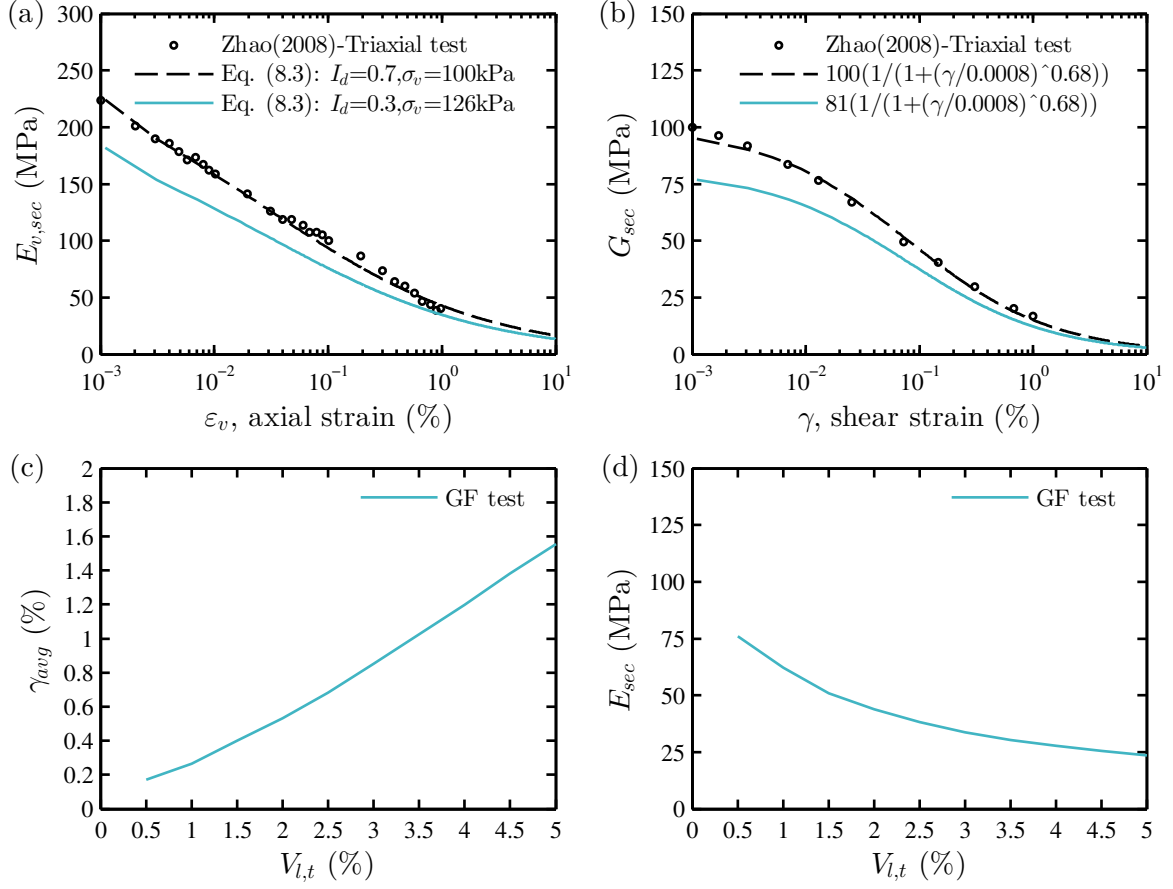 (a)
300
250
200
150
100
50
0
E_{v,sec} (MPa)
Zhao(2008)-Triaxial test
Eq. (8.3): I_d=0.7,σ_v=100kPa
Eq. (8.3): I_d=0.3,σ_v=126kPa
10^{-3} 10^{-2} 10^{-1} 10^0 10^1
ε_v, axial strain (%)
(b)
150
125
100
75
50
25
0
G_{sec} (MPa)
Zhao(2008)-Triaxial test
100(1/(1+(γ/0.0008)^0.68))
81(1/(1+(γ/0.0008)^0.68))
10^{-3} 10^{-2} 10^{-1} 10^0 10^1
γ, shear strain (%)
(c)
2
1.8
1.6
1.4
1.2
1
0.8
0.6
0.4
0.2
0
γ_{avg} (%)
GF test
0 0.5 1 1.5 2 2.5 3 3.5 4 4.5 5
V_{l,t} (%)
(d)
150
125
100
75
50
25
0
E_{sec} (MPa)
GF test
0 0.5 1 1.5 2 2.5 3 3.5 4 4.5 5
V_{l,t} (%)